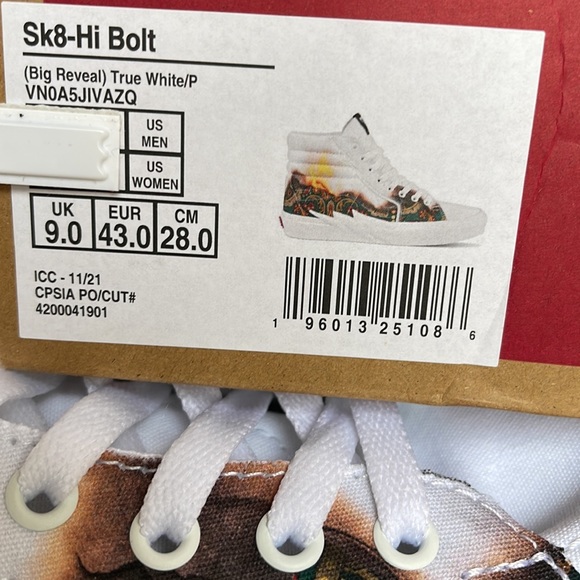 Sk8-Hi Bolt
(Big Reveal) True White/P
VN0A5JIVAZQ
US
MEN
US
WOMEN
UK EUR CM
9.0 43.0 28.0
ICC - 11/21
CPSIA PO/CUT#
4200041901
1 96013 25108 6